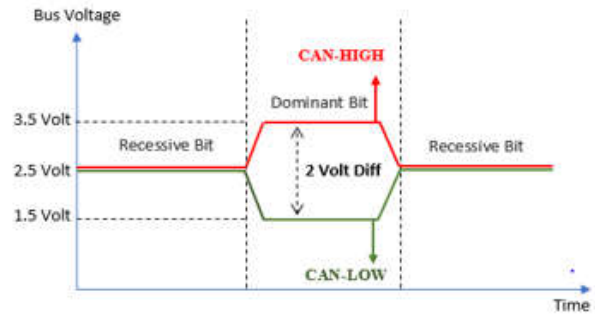 Bus Voltage
CAN-HIGH
Dominant Bit
3.5 Volt
Recessive Bit
Recessive Bit
2.5 Volt
2 Volt Diff
1.5 Volt
CAN-LOW
Time